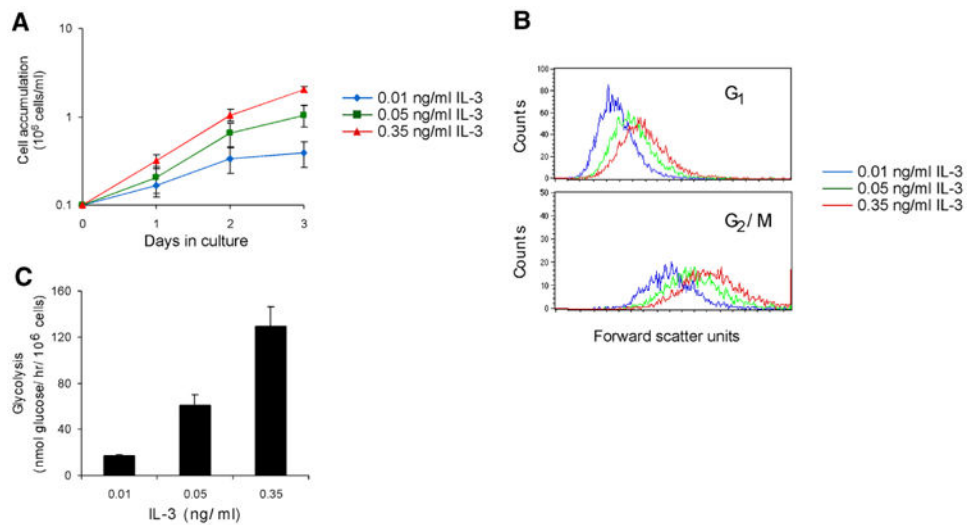 A
Cell accumulation
(10⁶ cells/ml)
10
1
0.1
0
1
2
3
Days in culture
0.01 ng/ml IL-3
0.05 ng/ml IL-3
0.35 ng/ml IL-3
B
Counts
100
80
60
40
20
0
G₁
Counts
50
40
30
20
10
0
G₂/ M
Forward scatter units
0.01 ng/ml IL-3
0.05 ng/ml IL-3
0.35 ng/ml IL-3
C
Glycolysis
(nmol glucose/ hr/ 10⁶ cells)
160
120
80
40
0
0.01
0.05
0.35
IL-3 (ng/ ml)